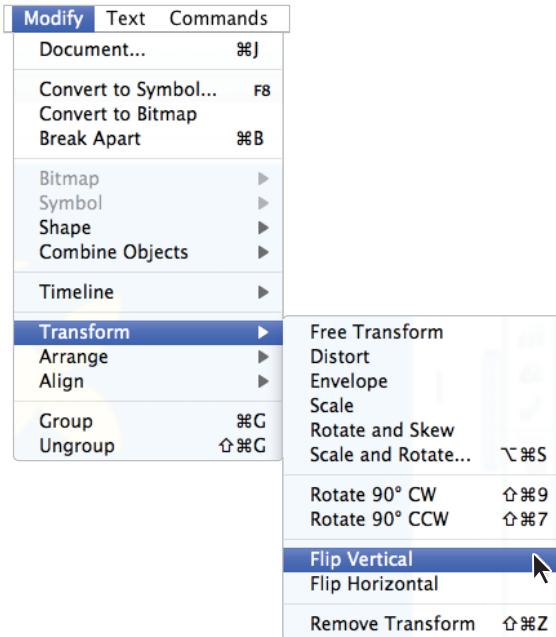 Modify Text Commands
Document... ⌘J
Convert to Symbol... F8
Convert to Bitmap
Break Apart ⌘B
Bitmap
Symbol
Shape
Combine Objects
Timeline
Transform
Arrange
Align
Group ⌘G
Ungroup ⇧⌘G
Free Transform
Distort
Envelope
Scale
Rotate and Skew
Scale and Rotate... ⌥⌘S
Rotate 90° CW ⇧⌘9
Rotate 90° CCW ⇧⌘7
Flip Vertical
Flip Horizontal
Remove Transform ⇧⌘Z